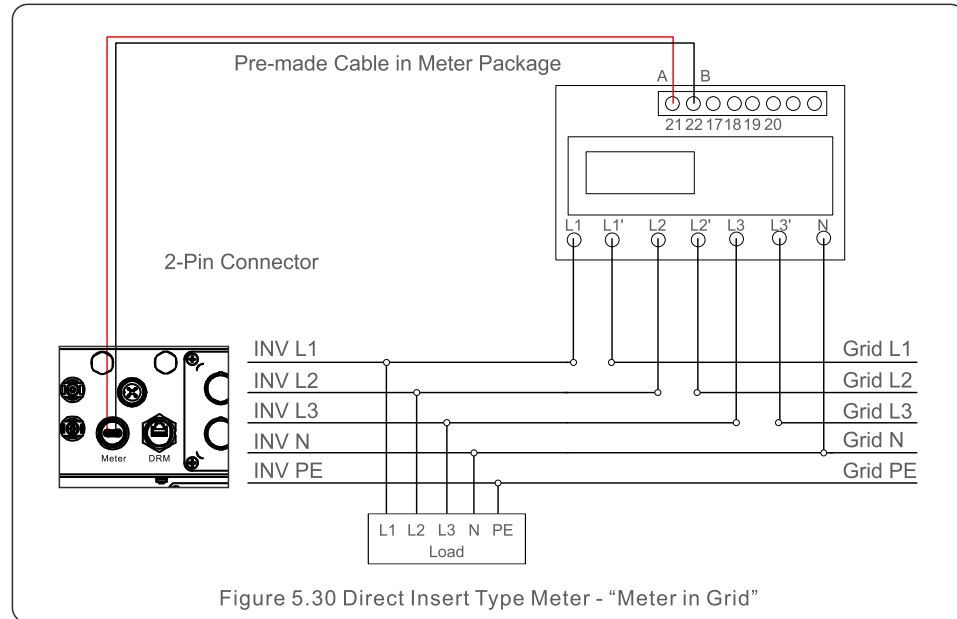 Pre-made Cable in Meter Package
A B
21 22 17 18 19 20
L1 L1' L2 L2' L3 L3' N
2-Pin Connector
INV L1 Grid L1
INV L2 Grid L2
INV L3 Grid L3
INV N Grid N
INV PE Grid PE
Meter DRM
L1 L2 L3 N PE
Load
Figure 5.30 Direct Insert Type Meter - “Meter in Grid”